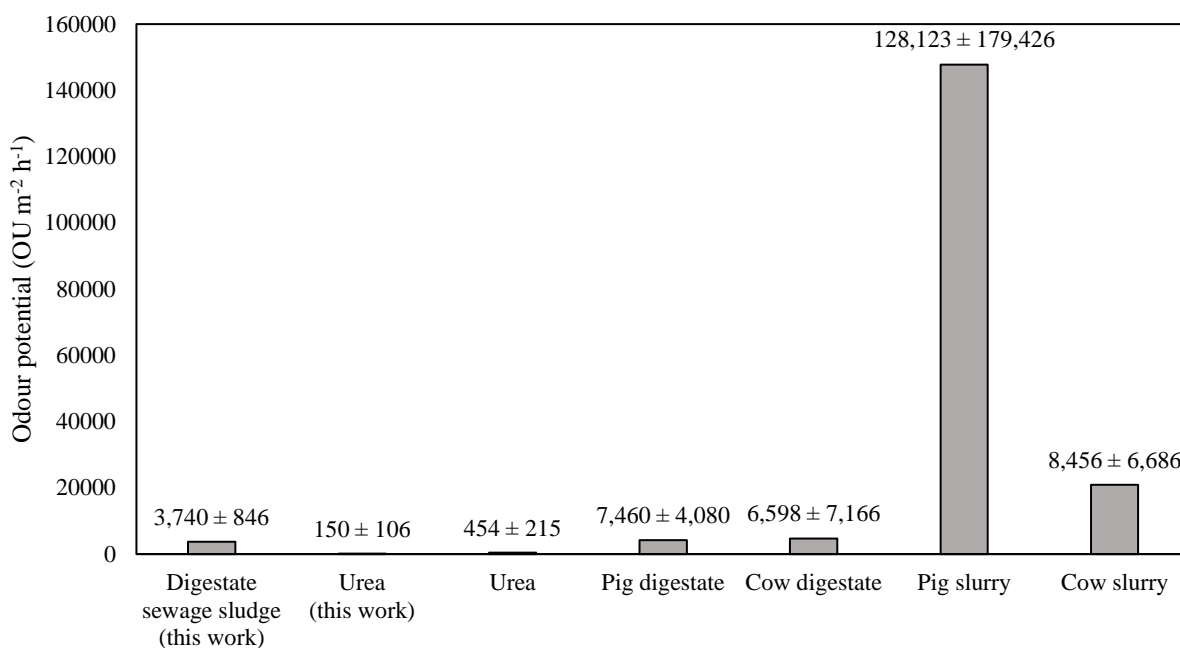 160000
140000
120000
100000
80000
60000
40000
20000
0
Odour potential (OU m⁻² h⁻¹)
128,123 ± 179,426
8,456 ± 6,686
3,740 ± 846
150 ± 106
454 ± 215
7,460 ± 4,080
6,598 ± 7,166
Digestate
sewage sludge
(this work)
Urea
(this work)
Urea
Pig digestate
Cow digestate
Pig slurry
Cow slurry